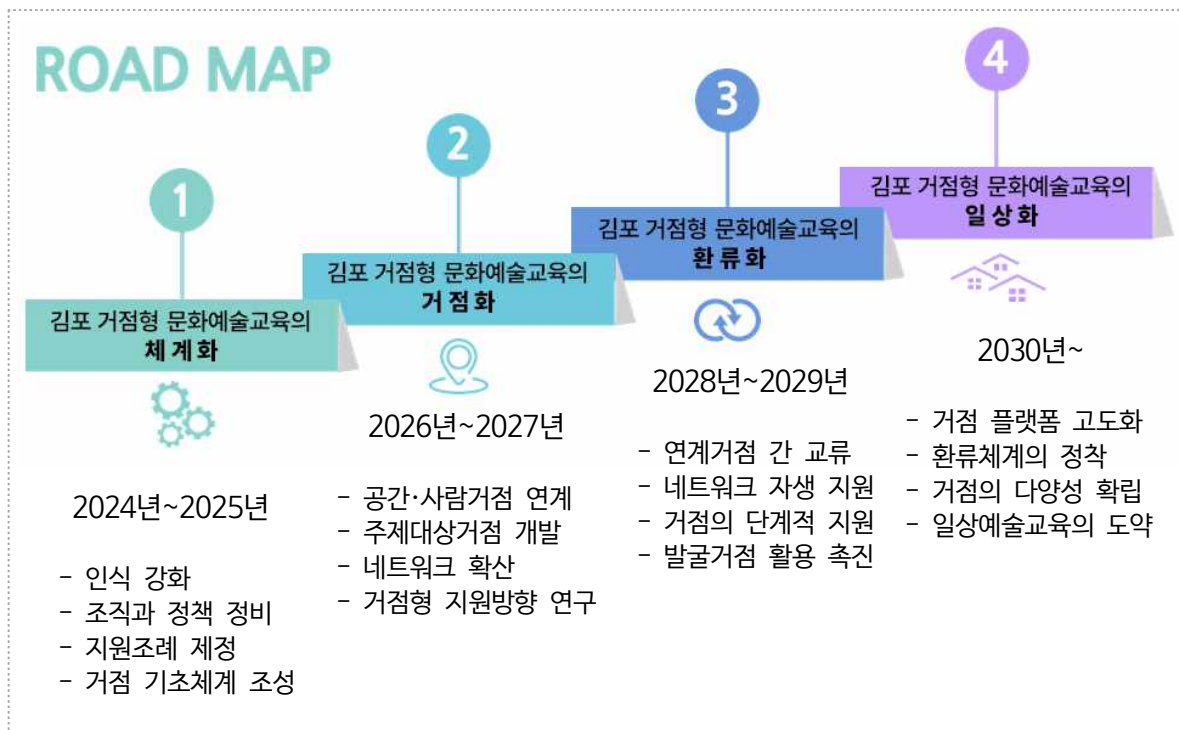 ROAD MAP
1
김포 거점형 문화예술교육의
체계화
2024년~2025년
- 인식 강화
- 조직과 정책 정비
- 지원조례 제정
- 거점 기초체계 조성
2
김포 거점형 문화예술교육의
거점화
2026년~2027년
- 공간·사람거점 연계
- 주제대상거점 개발
- 네트워크 확산
- 거점형 지원방향 연구
3
김포 거점형 문화예술교육의
환류화
2028년~2029년
- 연계거점 간 교류
- 네트워크 자생 지원
- 거점의 단계적 지원
- 발굴거점 활용 촉진
4
김포 거점형 문화예술교육의
일상화
2030년~
- 거점 플랫폼 고도화
- 환류체계의 정착
- 거점의 다양성 확립
- 일상예술교육의 도약